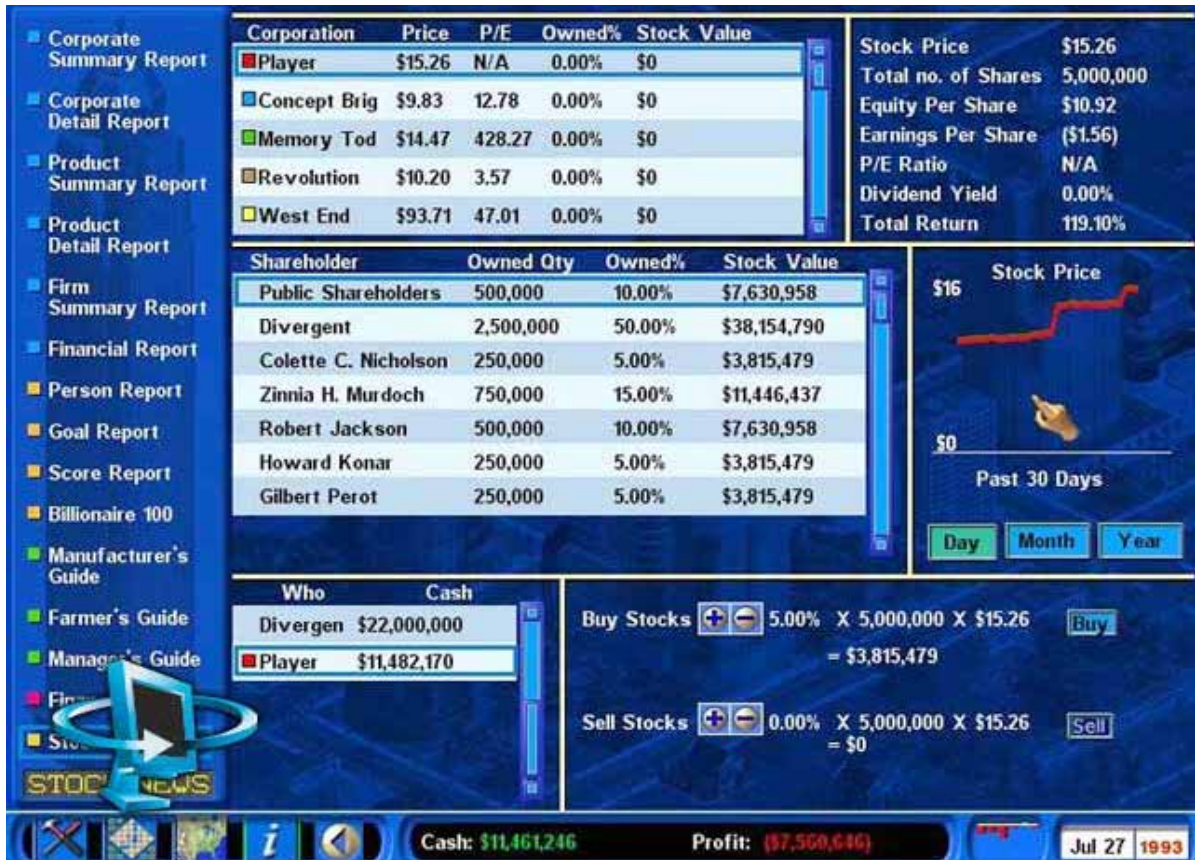 Corporate
Summary Report
Corporate
Detail Report
Product
Summary Report
Product
Detail Report
Firm
Summary Report
Financial Report
Person Report
Goal Report
Score Report
Billionaire 100
Manufacturer's
Guide
Farmer's Guide
Guide
NEWS
Corporation Price P/E Owned% Stock Value
Player $15.26 N/A 0.00% $0
Concept Brig $9.83 12.78 0.00% $0
Memory Tod $14.47 428.27 0.00% $0
Revolution $10.20 3.57 0.00% $0
West End $93.71 47.01 0.00% $0
Stock Price $15.26
Total no. of Shares 5,000,000
Equity Per Share $10.92
Earnings Per Share ($1.56)
P/E Ratio N/A
Dividend Yield 0.00%
Total Return 119.10%
Shareholder Owned Qty Owned% Stock Value
Public Shareholders 500,000 10.00% $7,630,958
Divergent 2,500,000 50.00% $38,154,790
Colette C. Nicholson 250,000 5.00% $3,815,479
Zinnia H. Murdoch 750,000 15.00% $11,446,437
Robert Jackson 500,000 10.00% $7,630,958
Howard Konar 250,000 5.00% $3,815,479
Gilbert Perot 250,000 5.00% $3,815,479
Stock Price
$16
$0
Past 30 Days
Day Month Year
Who Cash
Divergen $22,000,000
Player $11,482,170
Buy Stocks 5.00% X 5,000,000 X $15.26 Buy
= $3,815,479
Sell Stocks 0.00% X 5,000,000 X $15.26 Sell
= $0
Cash: $11,461,246 Profit: ($7,560,646)
Jul 27 1993